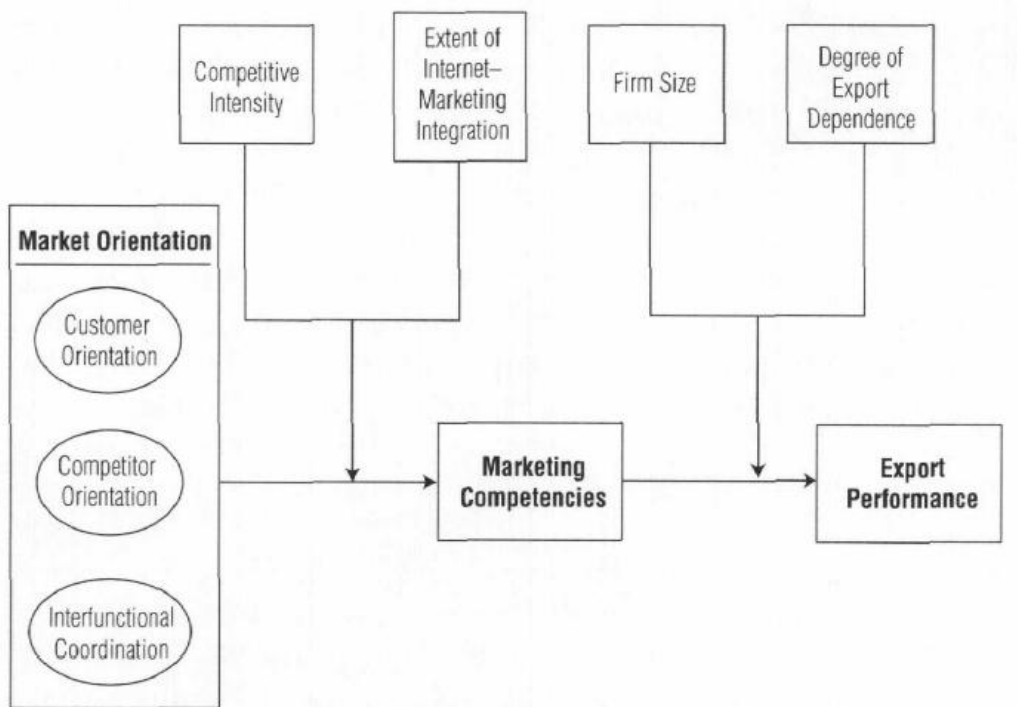 Competitive
Intensity
Extent of
Internet–
Marketing
Integration
Firm Size
Degree of
Export
Dependence
Market Orientation
Customer
Orientation
Competitor
Orientation
Interfunctional
Coordination
Marketing
Competencies
Export
Performance